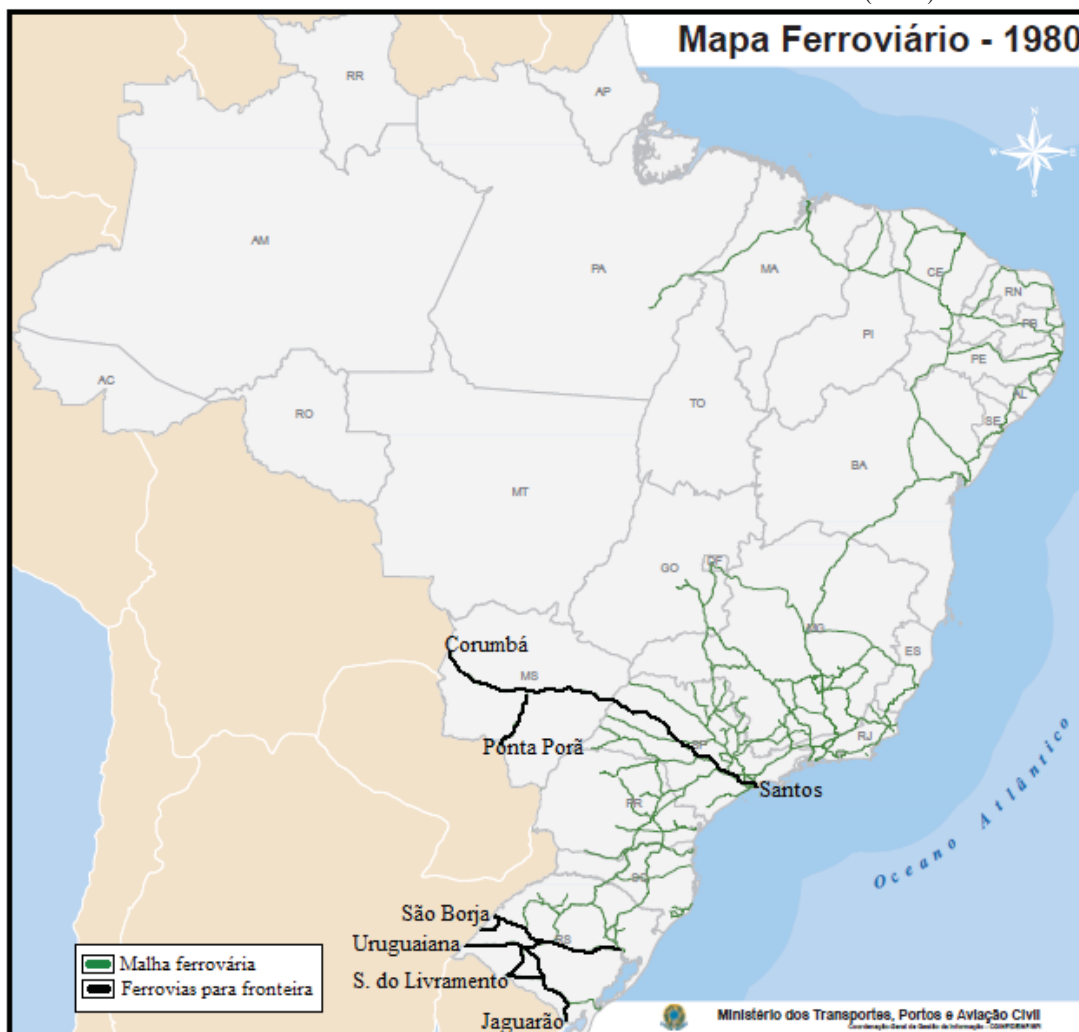 Mapa Ferroviário - 1980
RR
AP
N
W
E
S
AM
PA
MA
CE
RN
PB
PI
PE
AC
AL
TO
RO
SE
BA
MT
DF
GO
MG
ES
Corumbá
MS
Ponta Porã
SP
RJ
Santos
PR
Oceano Atlântico
SC
São Borja
RS
Uruguaiana
S. do Livramento
Jaguarão
Malha ferrovária
Ferrovias para fronteira
Ministério dos Transportes, Portos e Aviação Civil